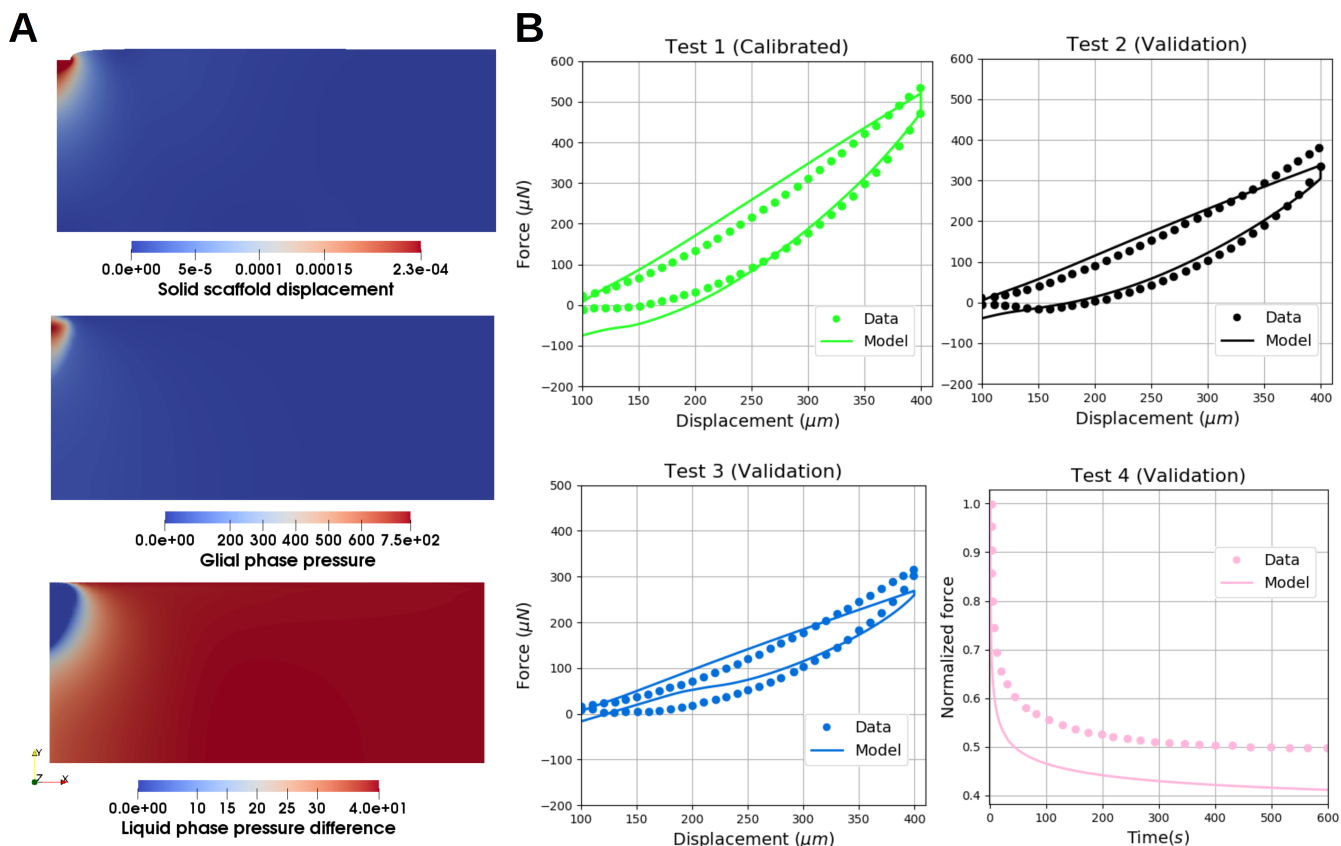 A
0.0e+00 5e-5 0.0001 0.00015 2.3e-04
Solid scaffold displacement
0.0e+00 200 300 400 500 600 7.5e+02
Glial phase pressure
0.0e+00 10 15 20 25 30 4.0e+01
Liquid phase pressure difference
Y
Z X
B
Test 1 (Calibrated)
600
500
400
300
200
100
0
−100
−200
Force (μN)
100 150 200 250 300 350 400
Displacement (μm)
Data
Model
Test 2 (Validation)
600
500
400
300
200
100
0
−100
−200
100 150 200 250 300 350 400
Displacement (μm)
Data
Model
Test 3 (Validation)
500
400
300
200
100
0
−100
−200
Force (μN)
100 150 200 250 300 350 400
Displacement (μm)
Data
Model
Test 4 (Validation)
1.0
0.9
0.8
0.7
0.6
0.5
0.4
Normalized force
0 100 200 300 400 500 600
Time(s)
Data
Model